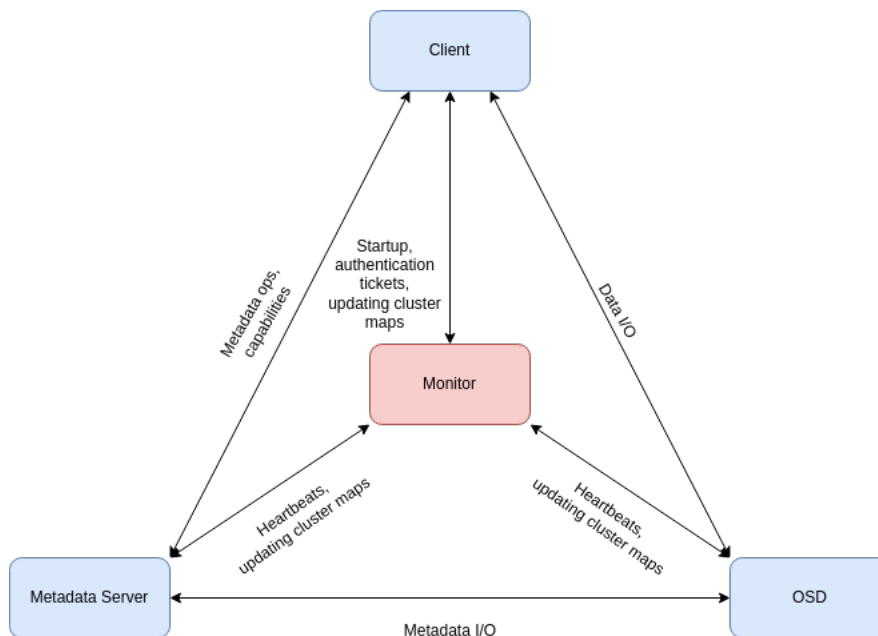 Client
Startup,
authentication
tickets,
updating cluster
maps
Metadata ops,
capabilities
Data I/O
Monitor
Heartbeats,
updating cluster maps
Heartbeats,
updating cluster maps
Metadata Server
OSD
Metadata I/O